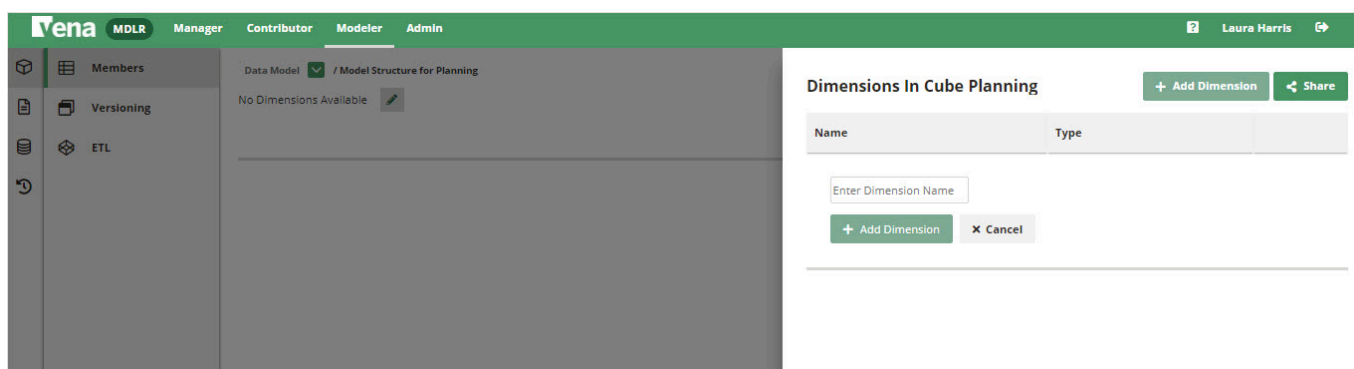 Vena MDLR Manager Contributor Modeler Admin ? Laura Harris
Members
Versioning
ETL
Data Model / Model Structure for Planning
No Dimensions Available
Dimensions In Cube Planning + Add Dimension Share
Name Type
Enter Dimension Name
+ Add Dimension x Cancel